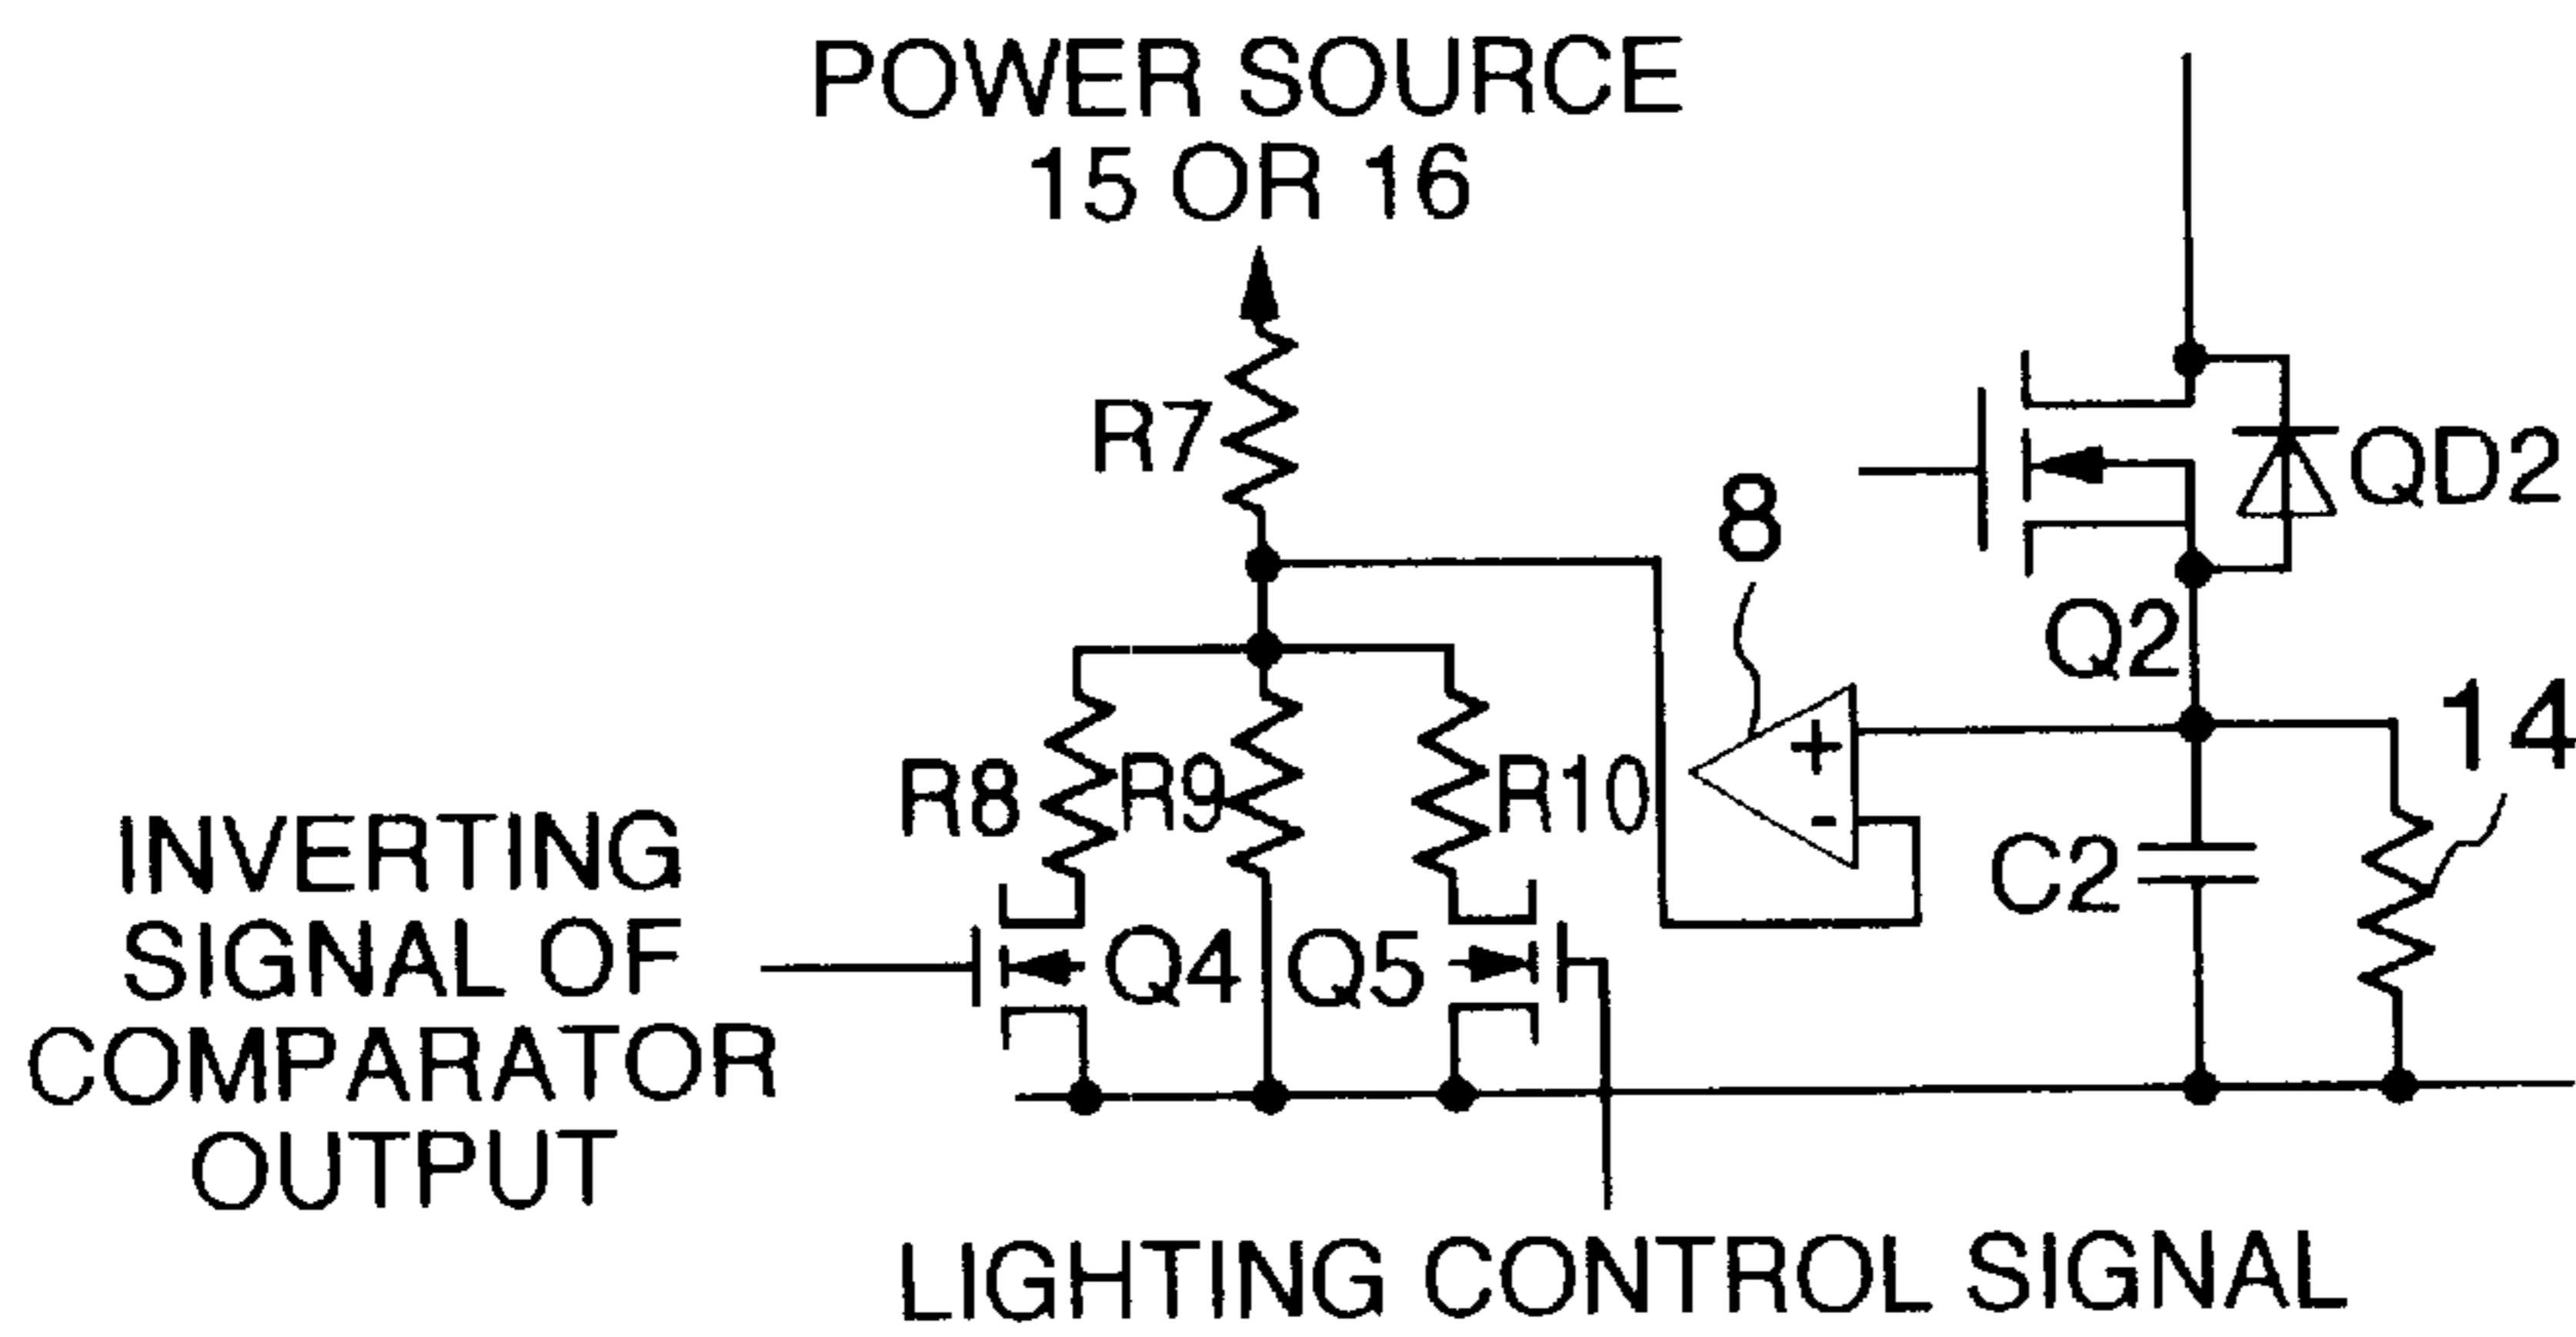 POWER SOURCE
15 OR 16
R7
QD2
8
Q2
14
R8
R9
R10
+
-
C2
INVERTING
SIGNAL OF
COMPARATOR
OUTPUT
Q4
Q5
LIGHTING CONTROL SIGNAL